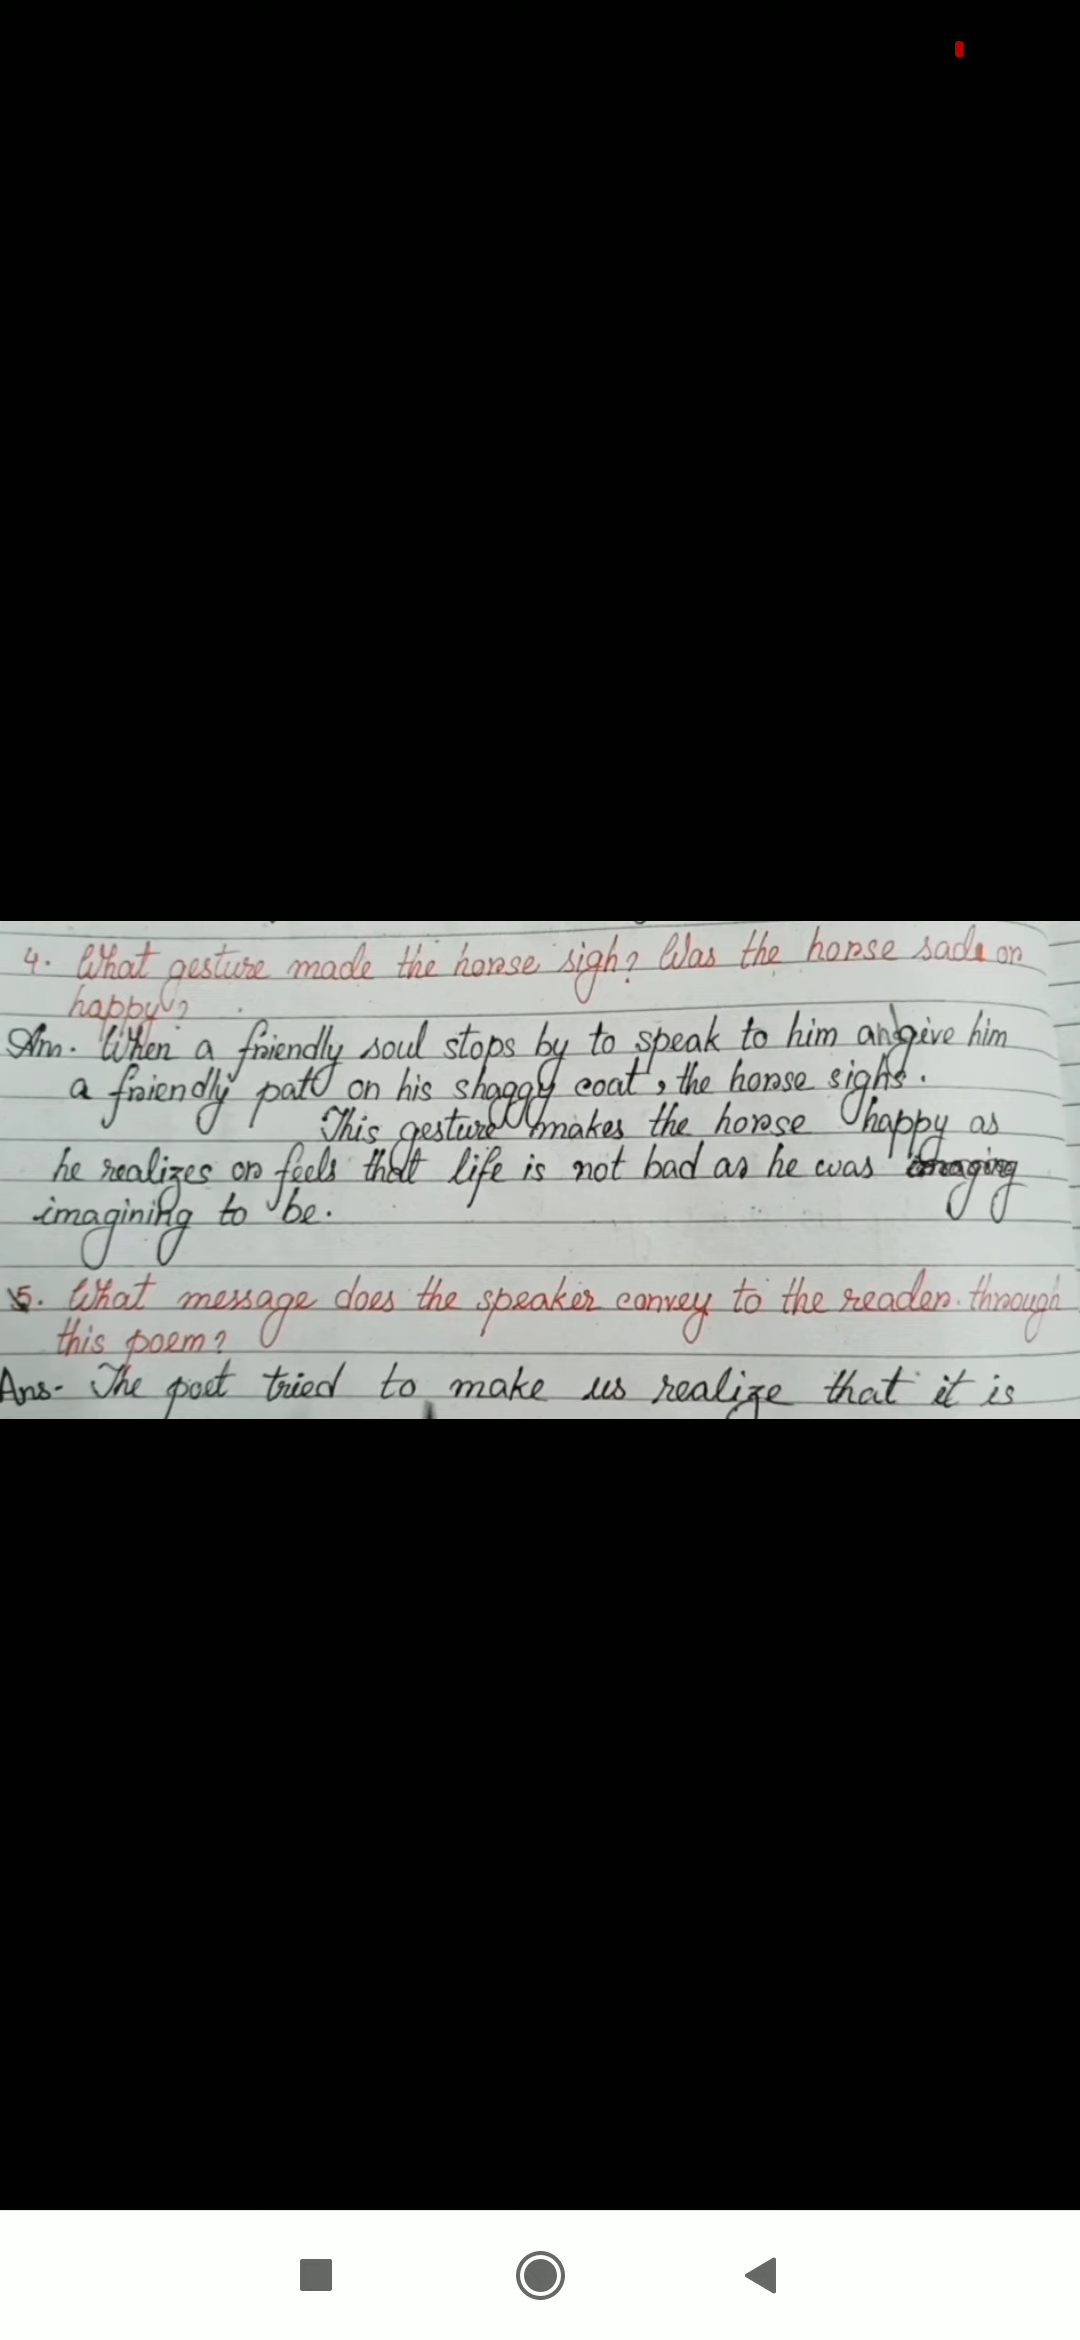 4. What gesture made the horse sigh? Was the horse sad or
happy?
Ans. When a friendly soul stops by to speak to him and give him
a friendly pat on his shaggy coat, the horse sighs.
This gesture makes the horse happy as
he realizes or feels that life is not bad as he was
imagining to be.
5. What message does the speaker convey to the reader through
this poem?
Ans- The poet tried to make us realize that it is